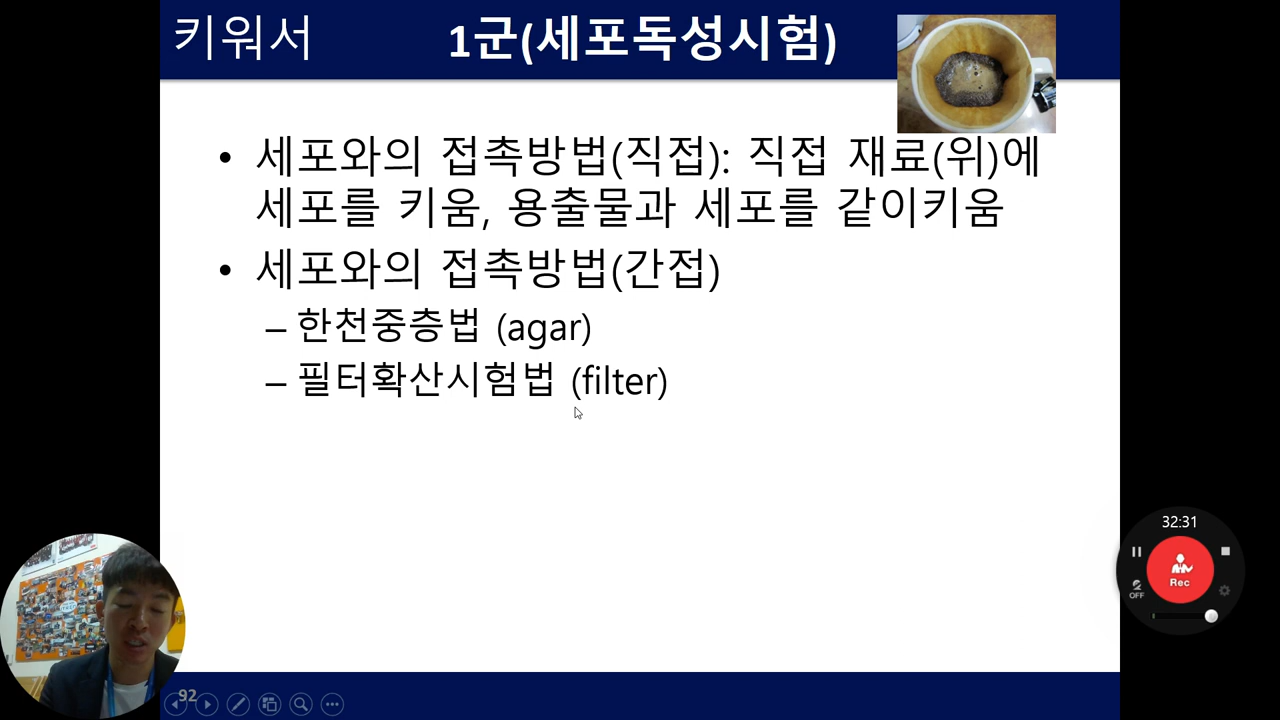 키워서
1군(세포독성시험)
• 세포와의 접촉방법(직접): 직접 재료(위)에
세포를 키움, 용출물과 세포를 같이키움
• 세포와의 접촉방법(간접)
– 한천중층법 (agar)
– 필터확산시험법 (filter)
32:31
Rec
OFF
92